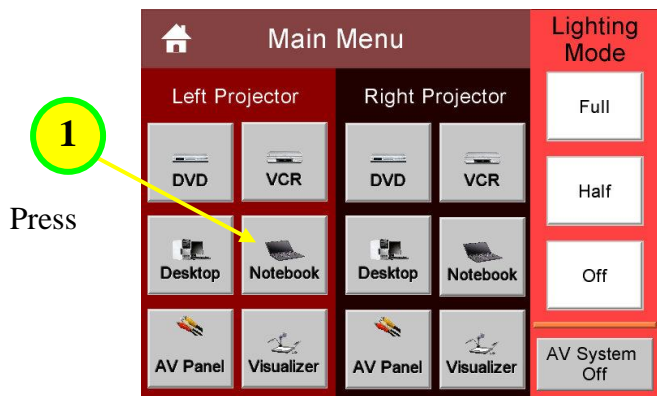 Main Menu
Lighting
Mode
Left Projector
Right Projector
Full
1
DVD
VCR
DVD
VCR
Half
Press
Desktop
Notebook
Desktop
Notebook
Off
AV Panel
Visualizer
AV Panel
Visualizer
AV System
Off